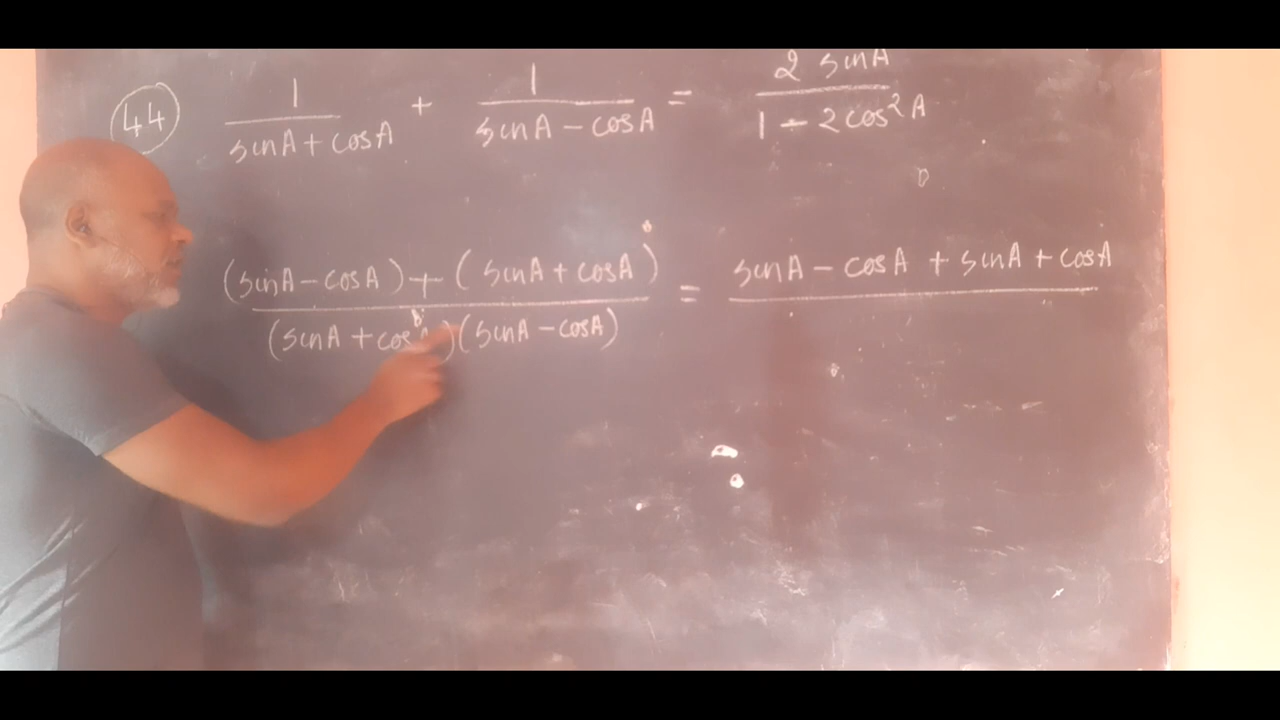 (44) 1/(sinA + cosA) + 1/(sinA - cosA) = 2 sinA/(1 - 2cos²A)
((sinA - cosA) + (sinA + cosA))/((sinA + cosA)(sinA - cosA)) = (sinA - cosA + sinA + cosA)/